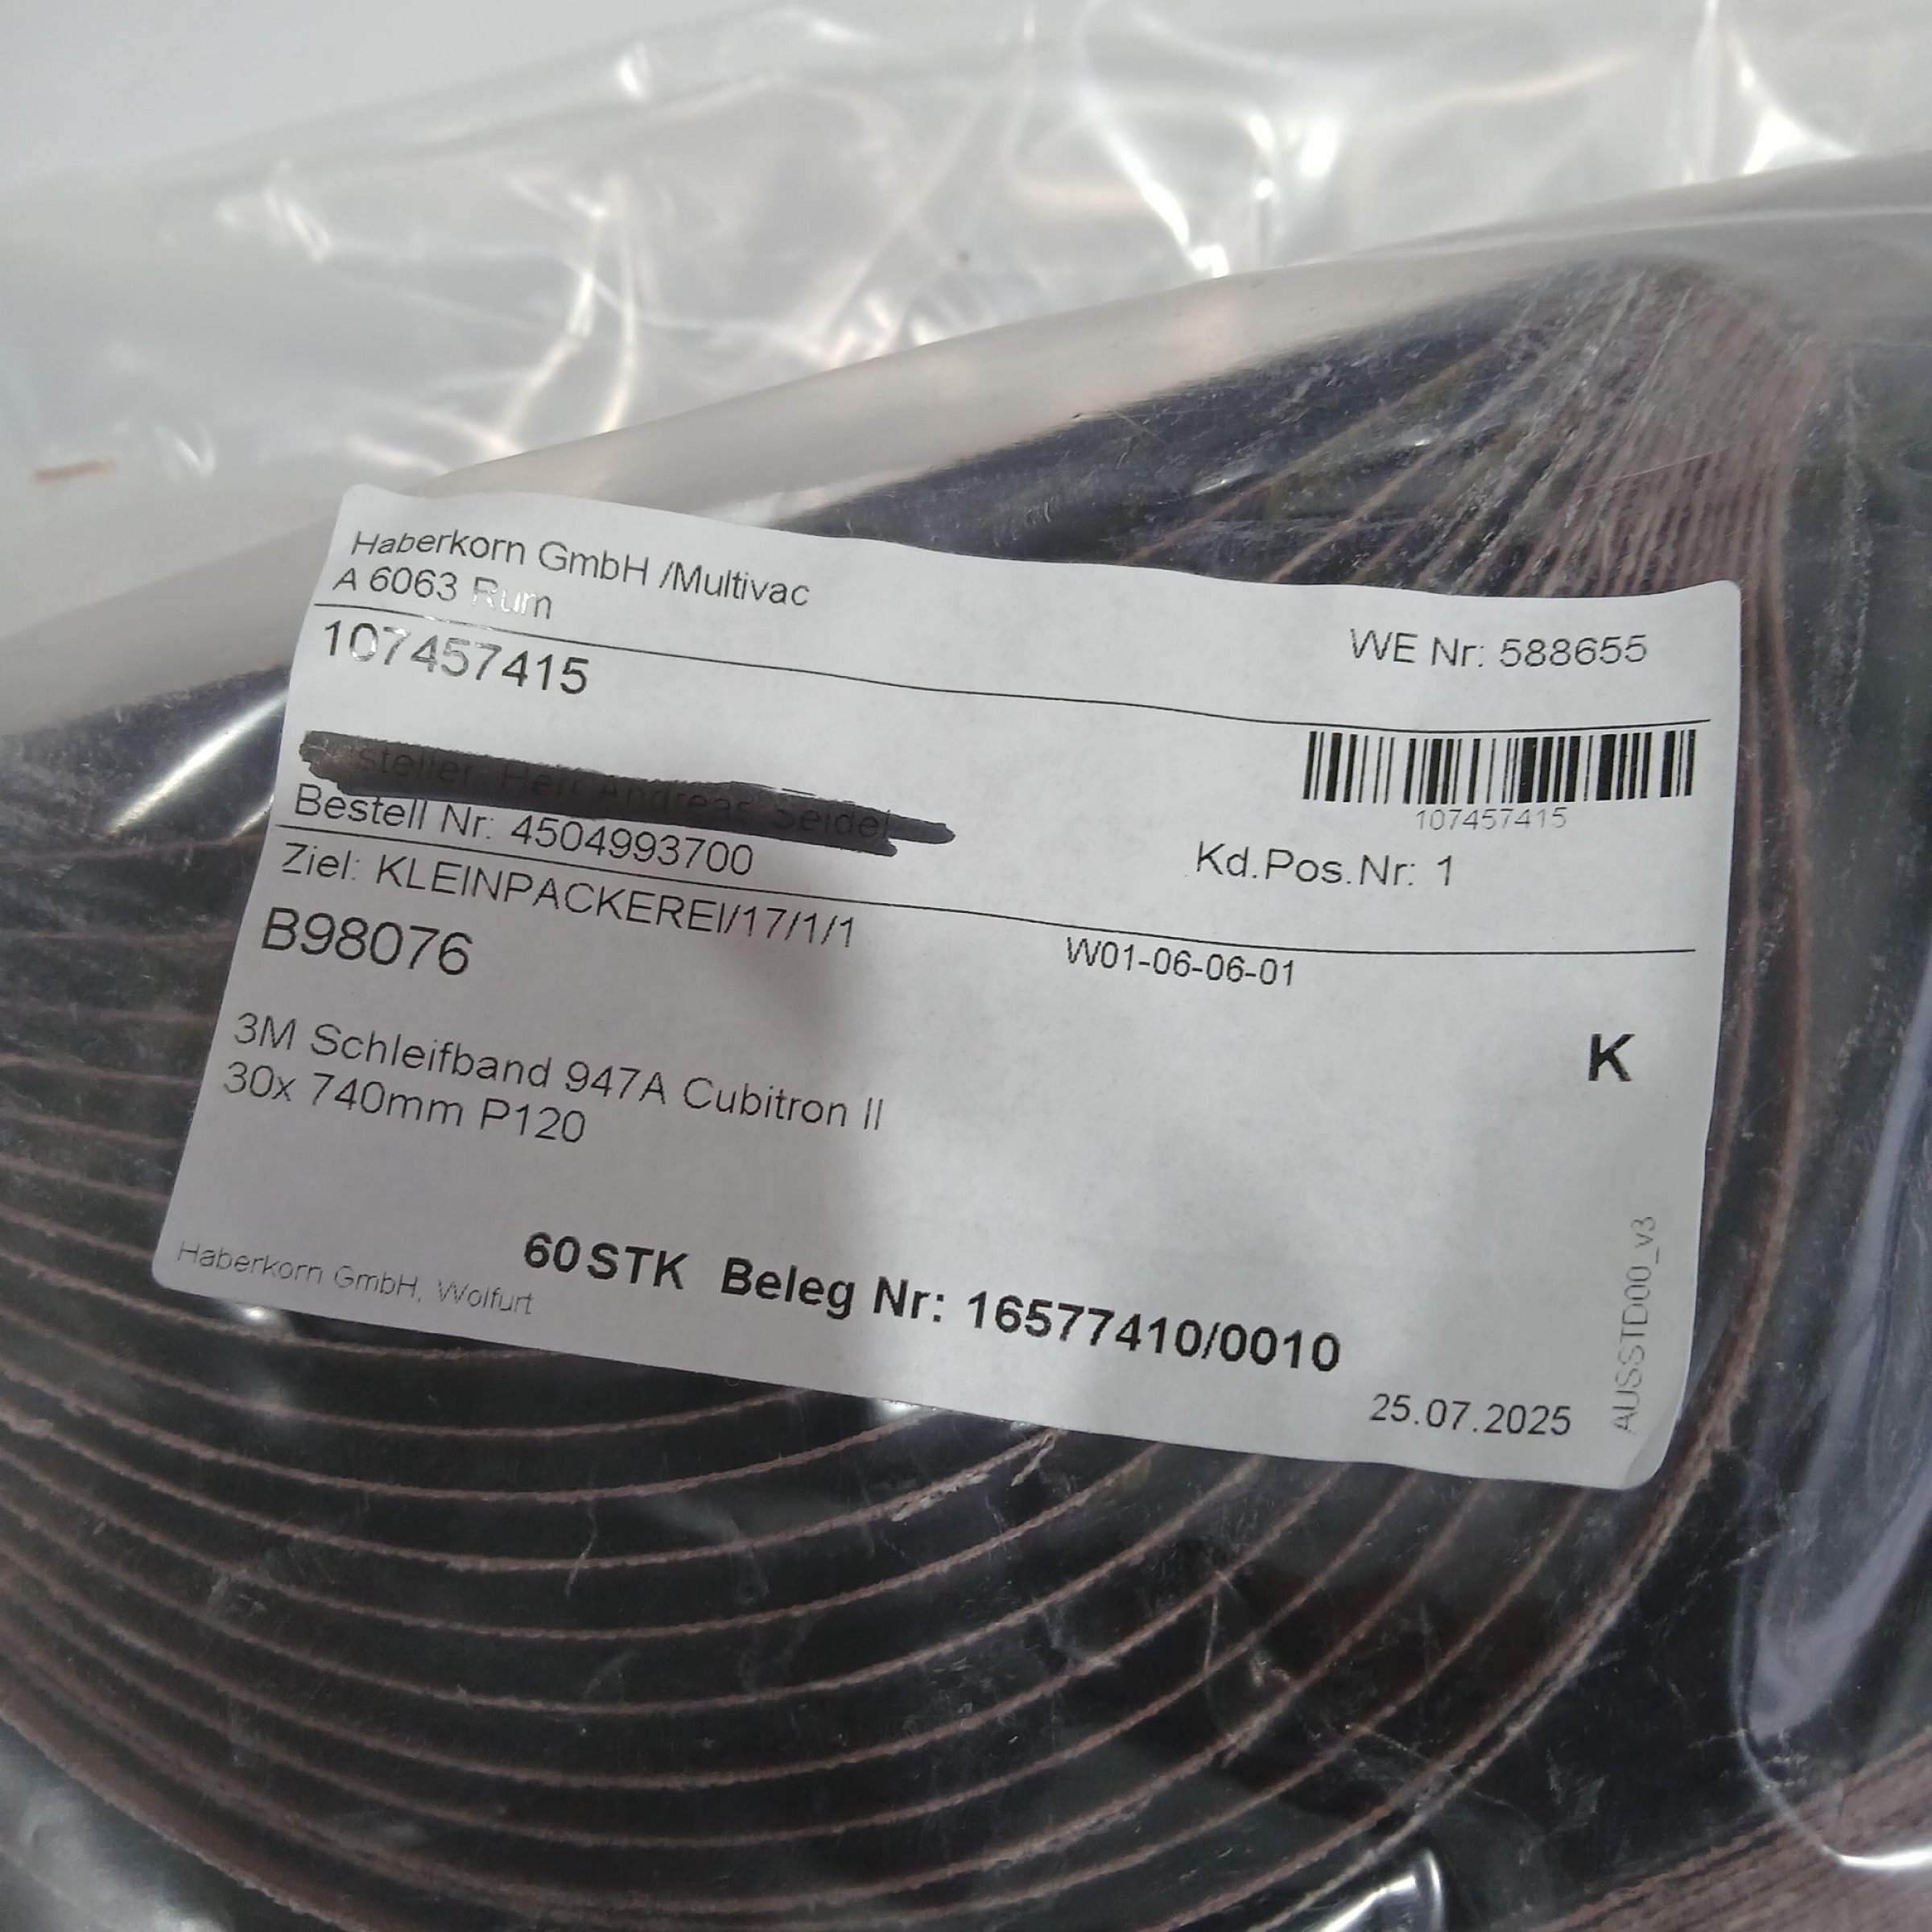 Haberkorn GmbH /Multivac
A 6063 Rum
WE Nr: 588655
107457415
107457415
Bestell Nr: 4504993700
Kd.Pos.Nr: 1
Ziel: KLEINPACKEREI/17/1/1
W01-06-06-01
B98076
K
3M Schleifband 947A Cubitron II
30x 740mm P120
60 STK Beleg Nr: 16577410/0010
Haberkorn GmbH, Wolfurt
25.07.2025
AUSSTD00_v3